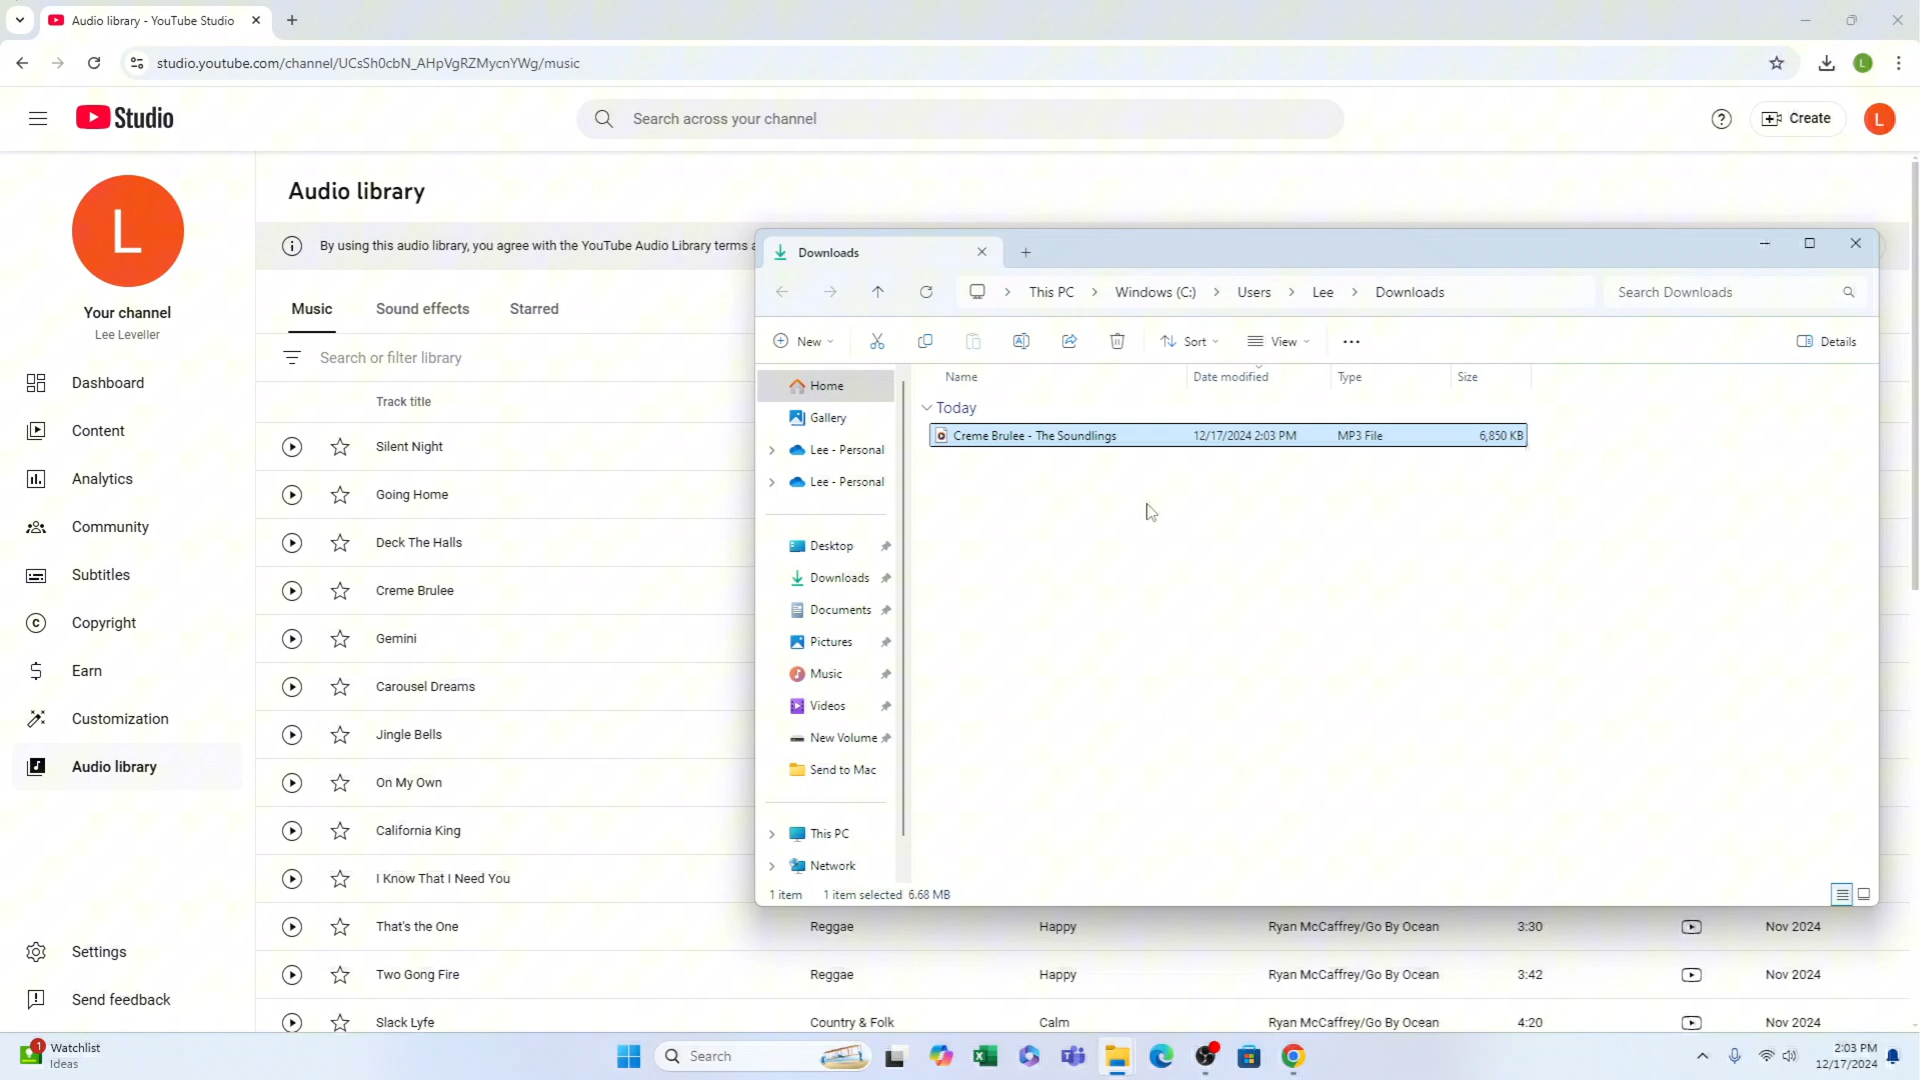 Audio library - YouTube Studio
studio.youtube.com/channel/UCsSh0cbN_AHpVgRZMycnYWg/music
L
Studio
Search across your channel
Create
L
L
Your channel
Lee Leveller
Dashboard
Content
Analytics
Community
Subtitles
Copyright
Earn
Customization
Audio library
Settings
Send feedback
Audio library
By using this audio library, you agree with the YouTube Audio Library terms a
Music Sound effects Starred
Search or filter library
Track title
Silent Night
Going Home
Deck The Halls
Creme Brulee
Gemini
Carousel Dreams
Jingle Bells
On My Own
California King
I Know That I Need You
That's the One Reggae Happy Ryan McCaffrey/Go By Ocean 3:30 Nov 2024
Two Gong Fire Reggae Happy Ryan McCaffrey/Go By Ocean 3:42 Nov 2024
Slack Lyfe Country & Folk Calm Ryan McCaffrey/Go By Ocean 4:20 Nov 2024
Downloads
This PC > Windows (C:) > Users > Lee > Downloads
Search Downloads
New Sort View ... Details
Home
Gallery
Lee - Personal
Lee - Personal
Desktop
Downloads
Documents
Pictures
Music
Videos
New Volume
Send to Mac
This PC
Network
Name Date modified Type Size
Today
Creme Brulee - The Soundlings 12/17/2024 2:03 PM MP3 File 6,850 KB
1 item 1 item selected 6.68 MB
1
Watchlist
Ideas
Search
2:03 PM
12/17/2024